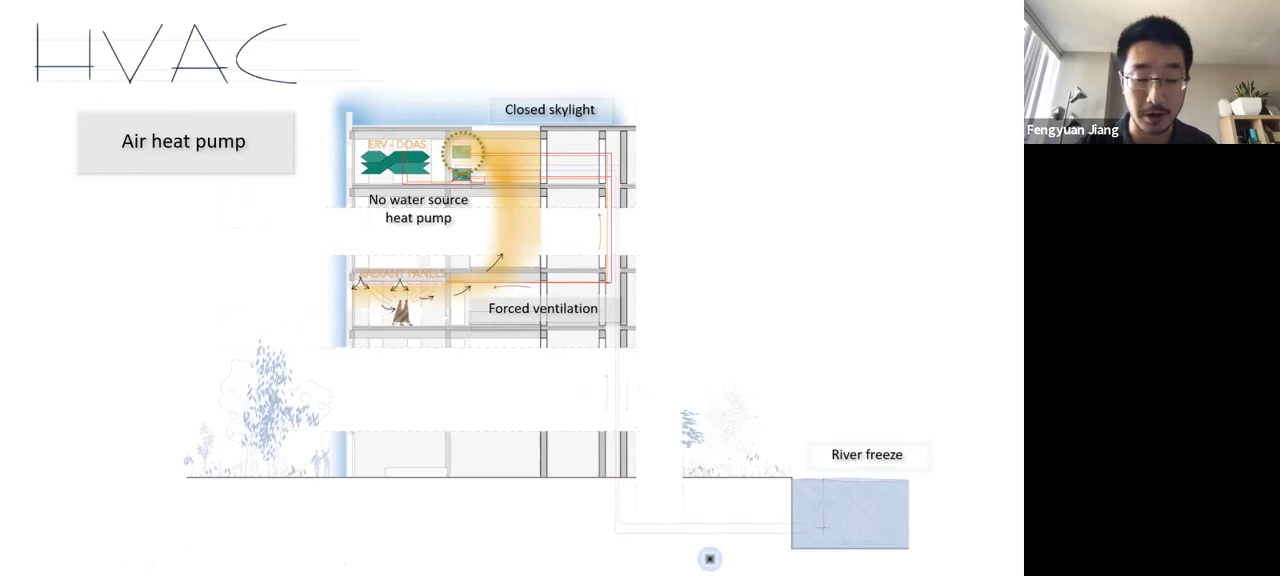 HVAC
Air heat pump
Closed skylight
ERV - DOAS
No water source
heat pump
RADIANT PANELS
Forced ventilation
River freeze
Fengyuan Jiang